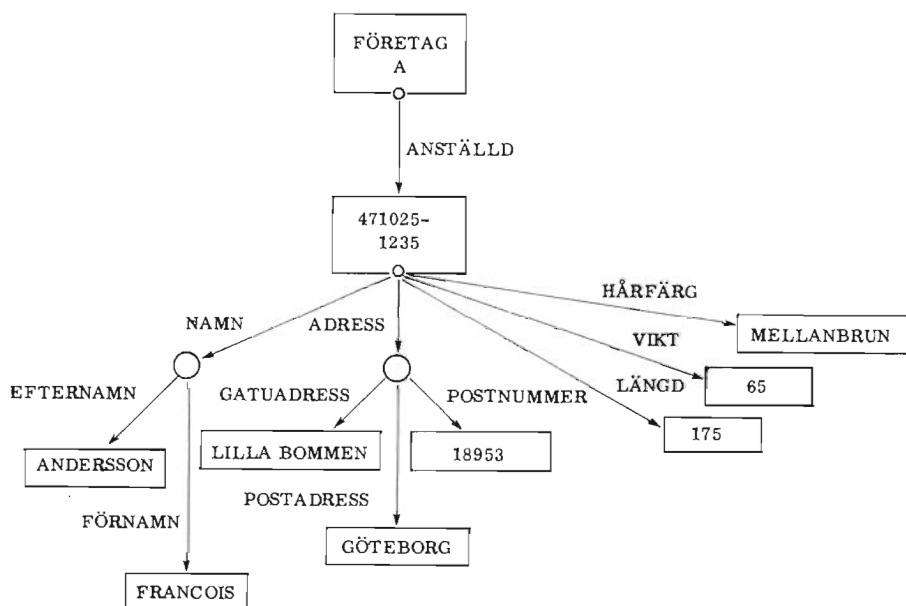 FÖRETAG
A
ANSTÄLLD
471025-
1235
HÅRFÄRG
NAMN
ADRESS
MELLANBRUN
VIKT
EFTERNAMN
GATUADRESS
POSTNUMMER
LÄNGD
65
ANDERSSON
LILLA BOMMEN
18953
175
POSTADRESS
FÖRNAMN
GÖTEBORG
FRANCOIS